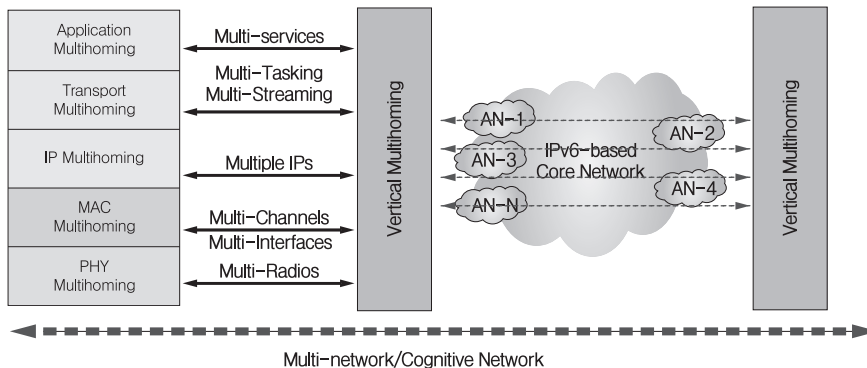 Application
Multihoming
Transport
Multihoming
IP Multihoming
MAC
Multihoming
PHY
Multihoming
Multi-services
Multi-Tasking
Multi-Streaming
Multiple IPs
Multi-Channels
Multi-Interfaces
Multi-Radios
Vertical Multihoming
AN-1
AN-2
AN-3
IPv6-based
Core Network
AN-4
AN-N
Vertical Multihoming
Multi-network/Cognitive Network